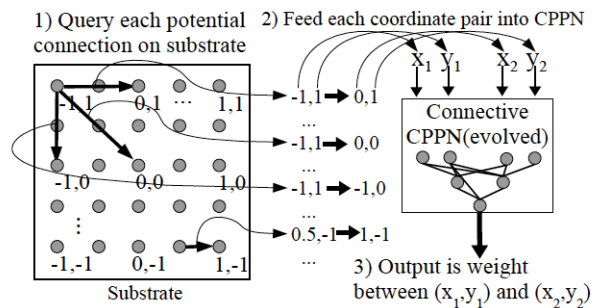 1) Query each potential
connection on substrate
2) Feed each coordinate pair into CPPN
x1 y1 x2 y2
-1,1 0,1 ... 1,1
-1,0 0,0 1,0
...
-1,-1 0,-1 1,-1
Substrate
-1,1 0,1
...
-1,1 0,0
...
-1,1 -1,0
...
0.5,-1 1,-1
...
Connective
CPPN(evolved)
3) Output is weight
between (x1,y1) and (x2,y2)